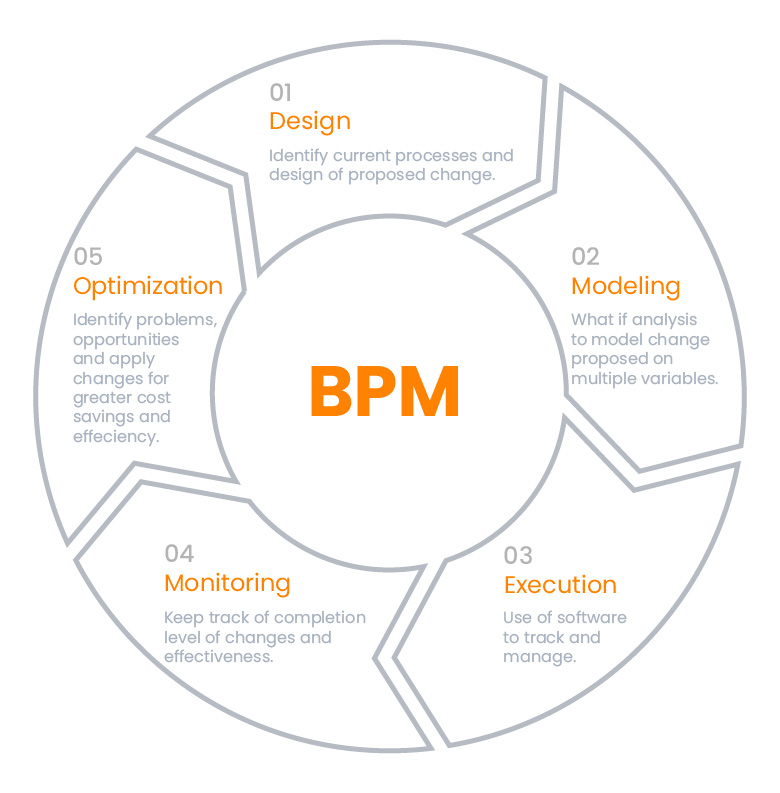 01
Design
Identify current processes and
design of proposed change.
02
Modeling
What if analysis
to model change
proposed on
multiple variables.
03
Execution
Use of software
to track and
manage.
04
Monitoring
Keep track of completion
level of changes and
effectiveness.
05
Optimization
Identify problems,
opportunities
and apply
changes for
greater cost
savings and
effeciency.
BPM